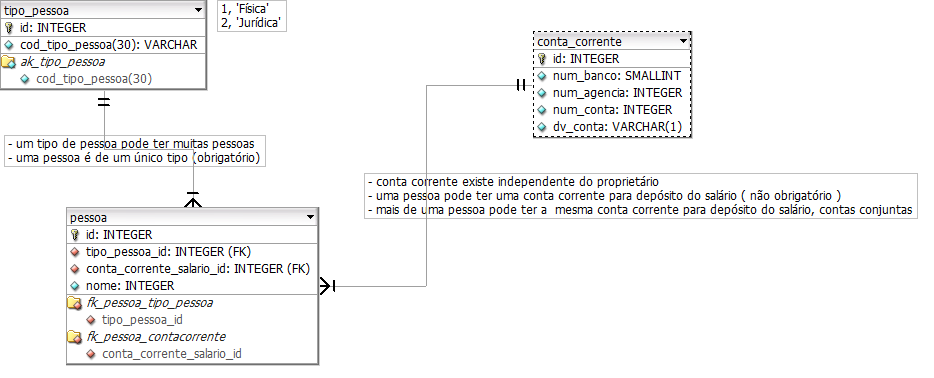 tipo_pessoa
id: INTEGER
cod_tipo_pessoa(30): VARCHAR
ak_tipo_pessoa
cod_tipo_pessoa(30)
1, 'Física'
2, 'Jurídica'
conta_corrente
id: INTEGER
num_banco: SMALLINT
num_agencia: INTEGER
num_conta: INTEGER
dv_conta: VARCHAR(1)
- um tipo de pessoa pode ter muitas pessoas
- uma pessoa é de um único tipo (obrigatório)
- conta corrente existe independente do proprietário
- uma pessoa pode ter uma conta corrente para depósito do salário ( não obrigatório )
- mais de uma pessoa pode ter a mesma conta corrente para depósito do salário, contas conjuntas
pessoa
id: INTEGER
tipo_pessoa_id: INTEGER (FK)
conta_corrente_salario_id: INTEGER (FK)
nome: INTEGER
fk_pessoa_tipo_pessoa
tipo_pessoa_id
fk_pessoa_contacorrente
conta_corrente_salario_id